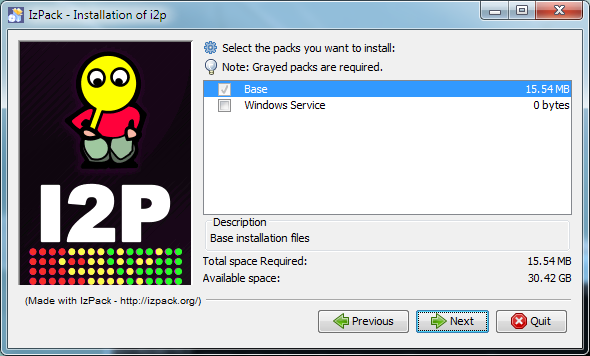 IzPack - Installation of i2p
Select the packs you want to install:
Note: Grayed packs are required.
Base 15.54 MB
Windows Service 0 bytes
I2P
Description
Base installation files
Total space Required: 15.54 MB
Available space: 30.42 GB
(Made with IzPack - http://izpack.org/)
Previous Next Quit